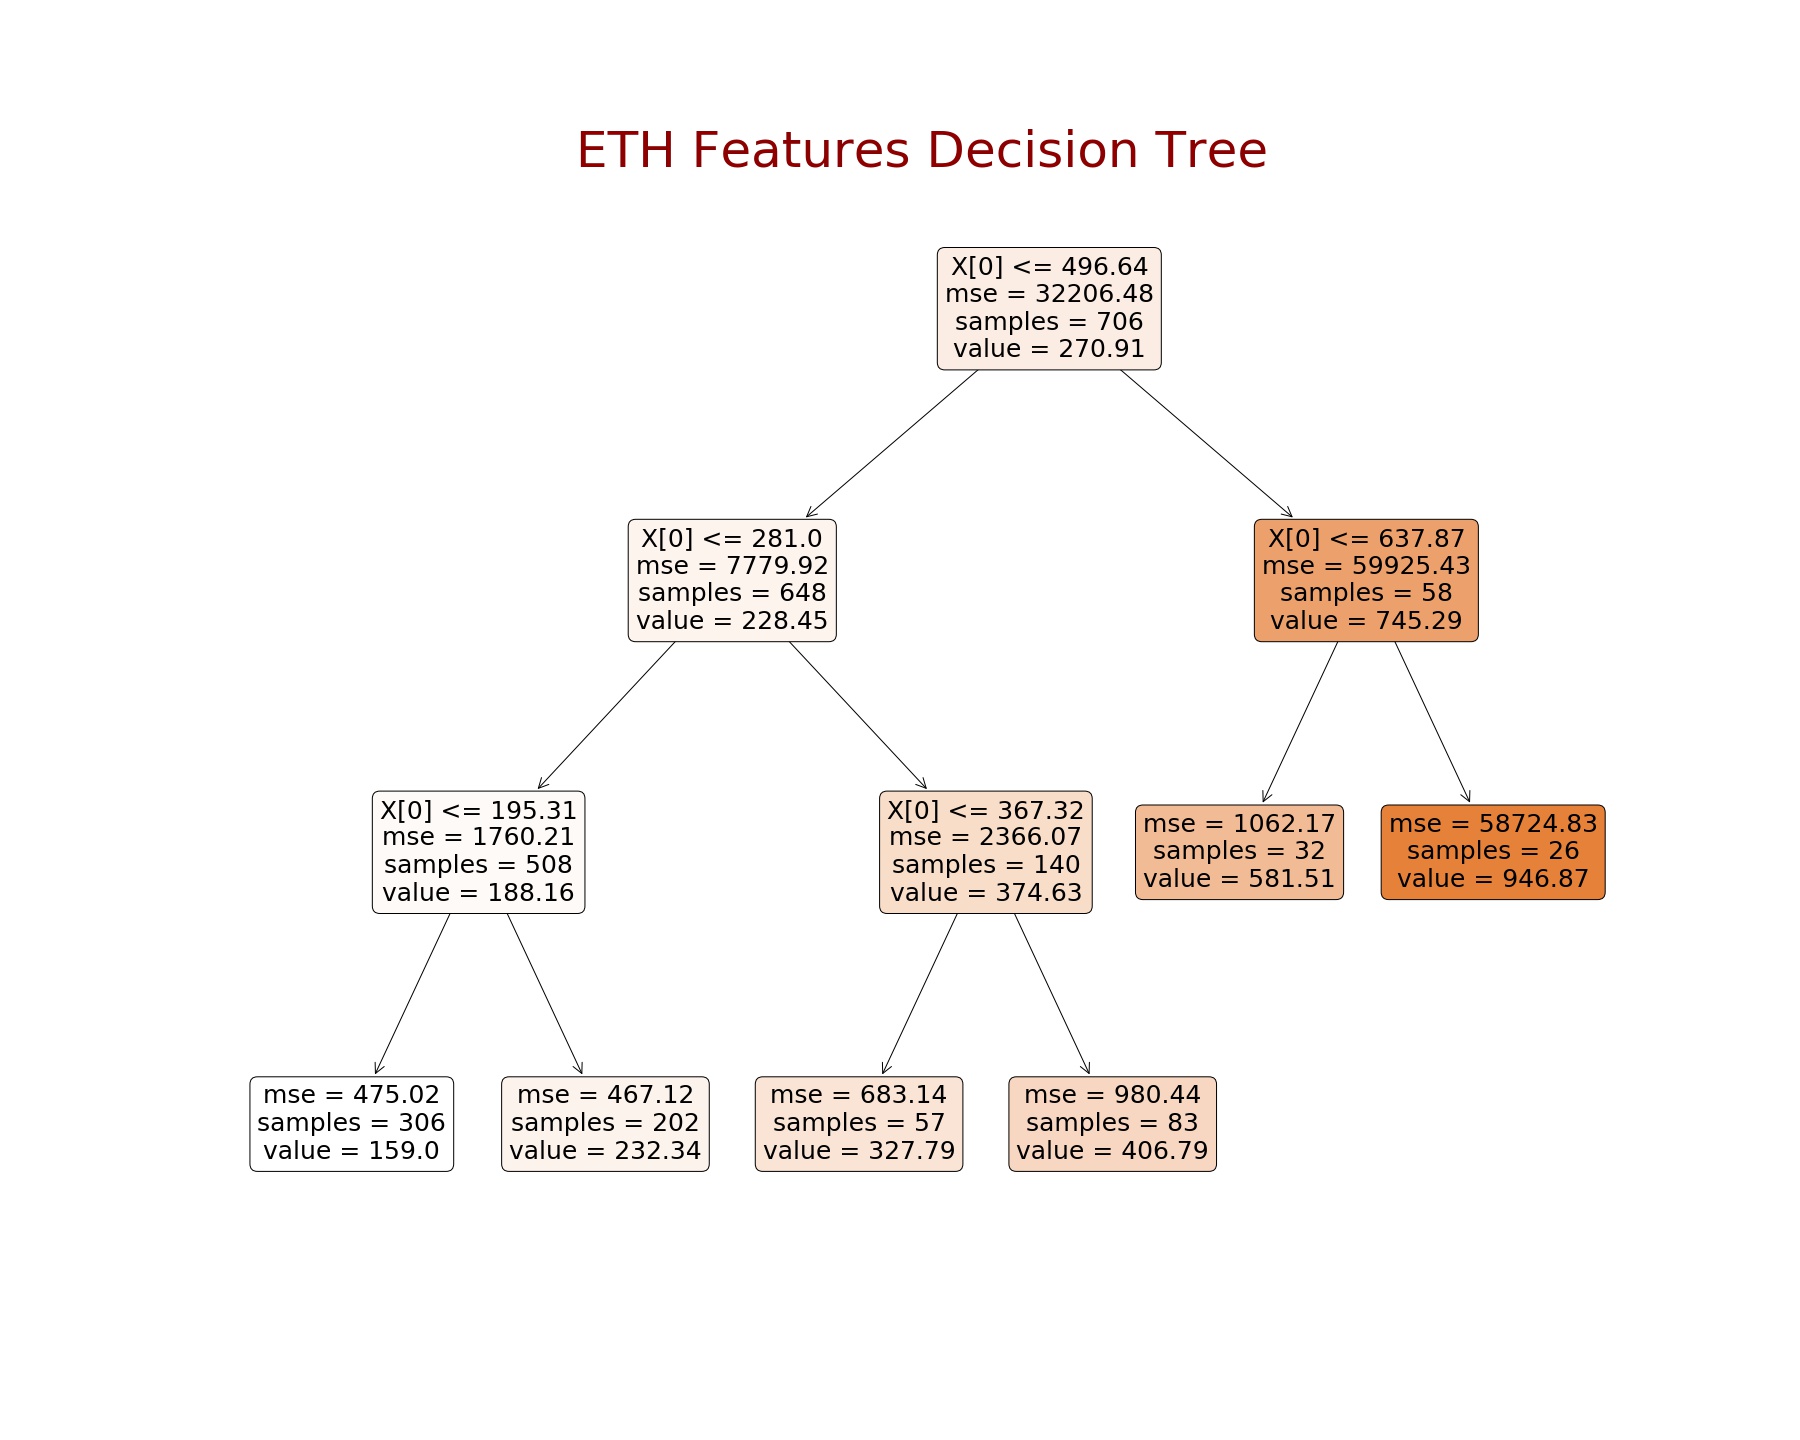 ETH Features Decision Tree
X[0] <= 496.64
mse = 32206.48
samples = 706
value = 270.91
X[0] <= 281.0
mse = 7779.92
samples = 648
value = 228.45
X[0] <= 637.87
mse = 59925.43
samples = 58
value = 745.29
X[0] <= 195.31
mse = 1760.21
samples = 508
value = 188.16
X[0] <= 367.32
mse = 2366.07
samples = 140
value = 374.63
mse = 1062.17
samples = 32
value = 581.51
mse = 58724.83
samples = 26
value = 946.87
mse = 475.02
samples = 306
value = 159.0
mse = 467.12
samples = 202
value = 232.34
mse = 683.14
samples = 57
value = 327.79
mse = 980.44
samples = 83
value = 406.79